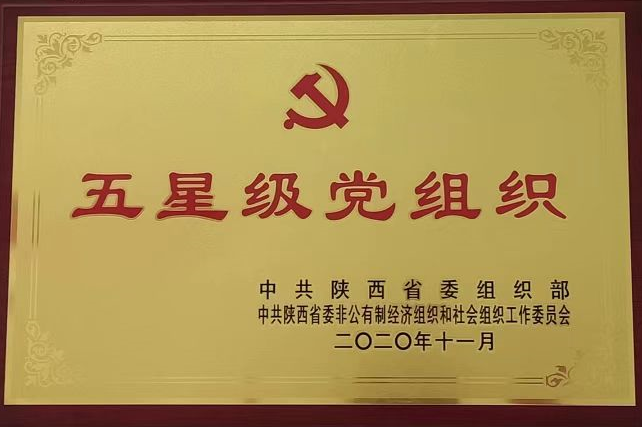 五星级党组织
中共陕西省委组织部
中共陕西省委非公有制经济组织和社会组织工作委员会
二〇二〇年十一月